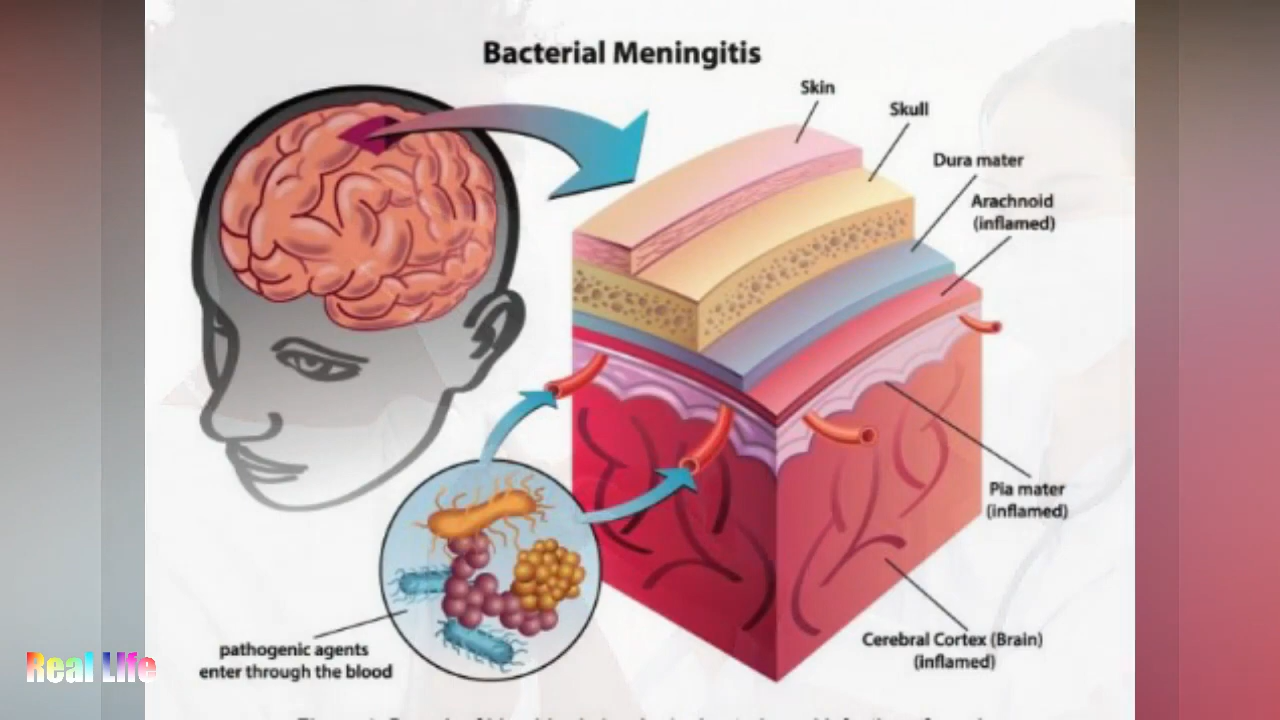 Bacterial Meningitis
Skin
Skull
Dura mater
Arachnoid
(inflamed)
Pia mater
(inflamed)
Cerebral Cortex (Brain)
(inflamed)
pathogenic agents
enter through the blood
Real LIfe